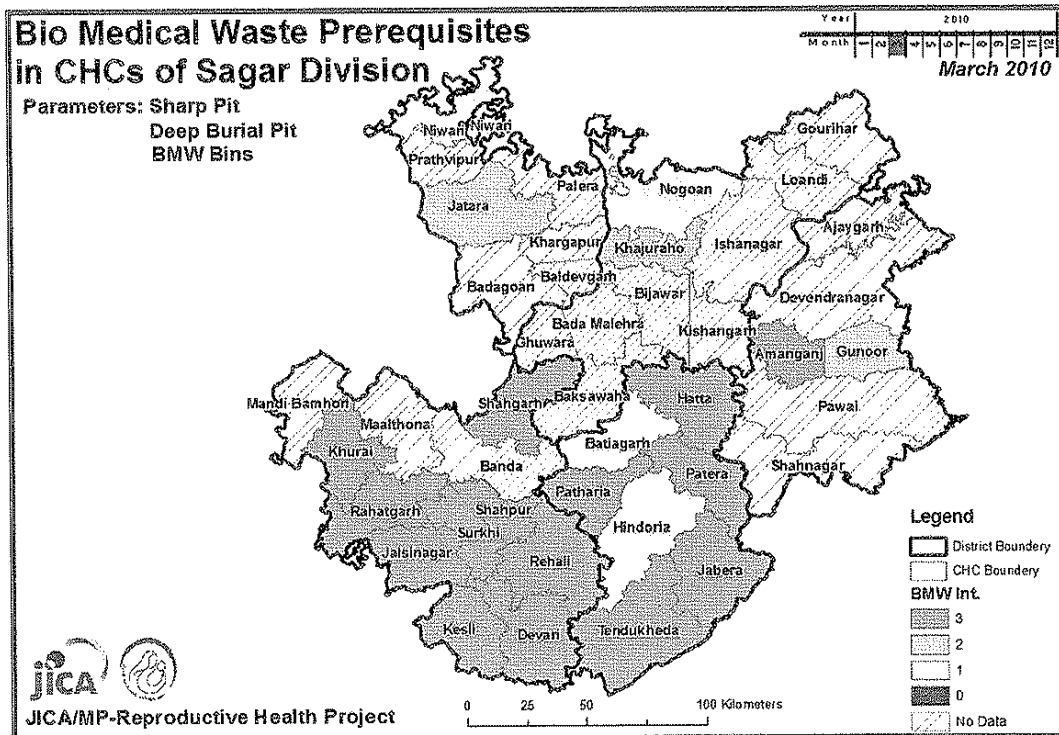 Bio Medical Waste Prerequisites
in CHCs of Sagar Division
Parameters: Sharp Pit
Deep Burial Pit
BMW Bins
Year 2010
Month 1 2 4 5 6 7 8 9 10 11 12
March 2010
Niwari Niwari
Gourihar
Prathvipur
Palera
Nogoan
Loandi
Jatara
Ajaygarh
Khargapur
Khajuraho
Ishanagar
Badagoan
Baldevgarh
Bijawar
Devendranagar
Bada Malehra
Kishangarh
Ghuwara
Amanganj
Gunoor
Mandi Bamhori
Shahgarh
Baksawaha
Hatta
Pawai
Maalthona
Batiagarh
Khurai
Banda
Shahnagar
Patera
Patharia
Rahatgarh
Shahpur
Hindoria
Surkhi
Jaisinagar
Rehali
Jabera
Kesli
Devari
Tendukheda
Legend
District Boundery
CHC Boundery
BMW Int.
3
2
1
0
No Data
jICA
JICA/MP-Reproductive Health Project
0 25 50 100 Kilometers